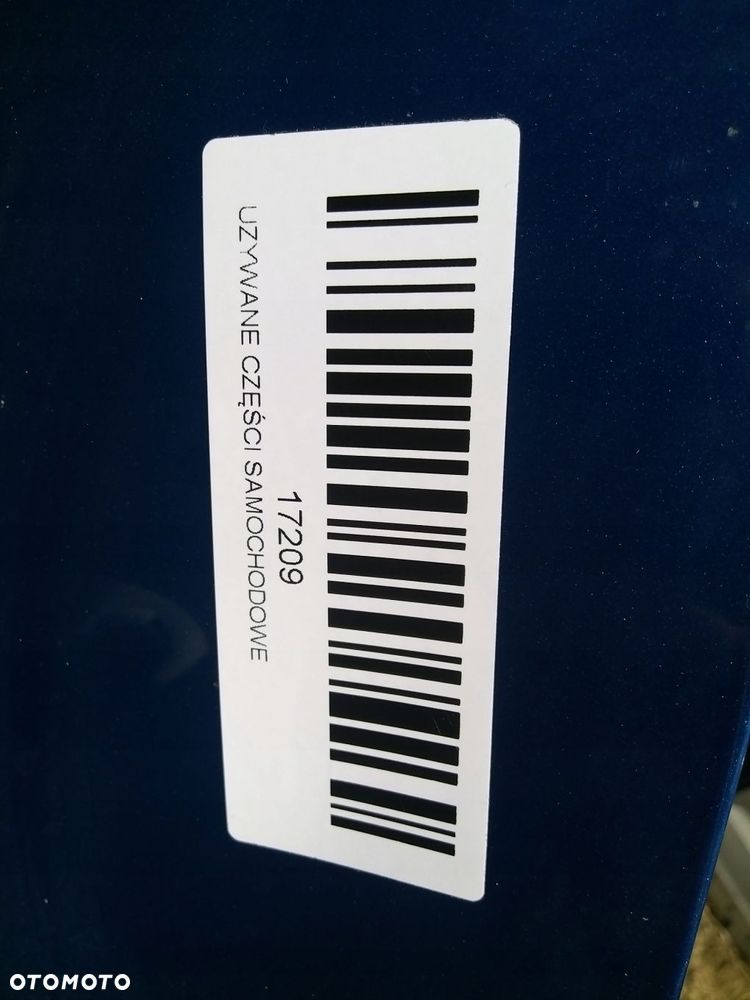 17209
UZYWANE CZĘŚCI SAMOCHODOWE
OTOMOTO